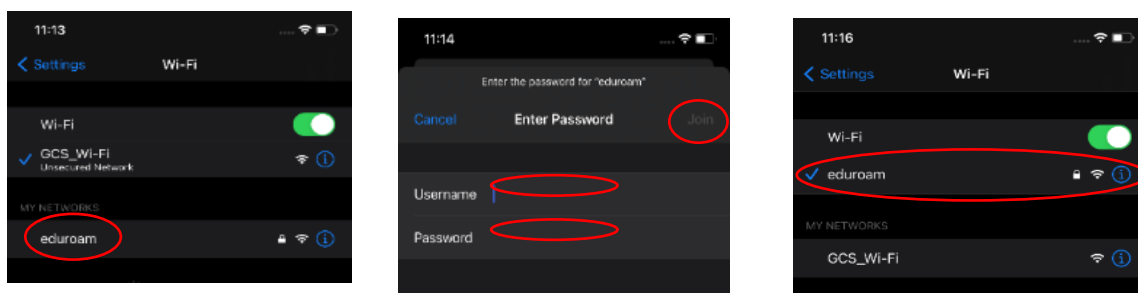 11:13
Settings Wi-Fi
Wi-Fi
GCS_Wi-Fi
Unsecured Network
MY NETWORKS
eduroam
11:14
Enter the password for "eduroam"
Cancel Enter Password Join
Username
Password
11:16
Settings Wi-Fi
Wi-Fi
eduroam
MY NETWORKS
GCS_Wi-Fi